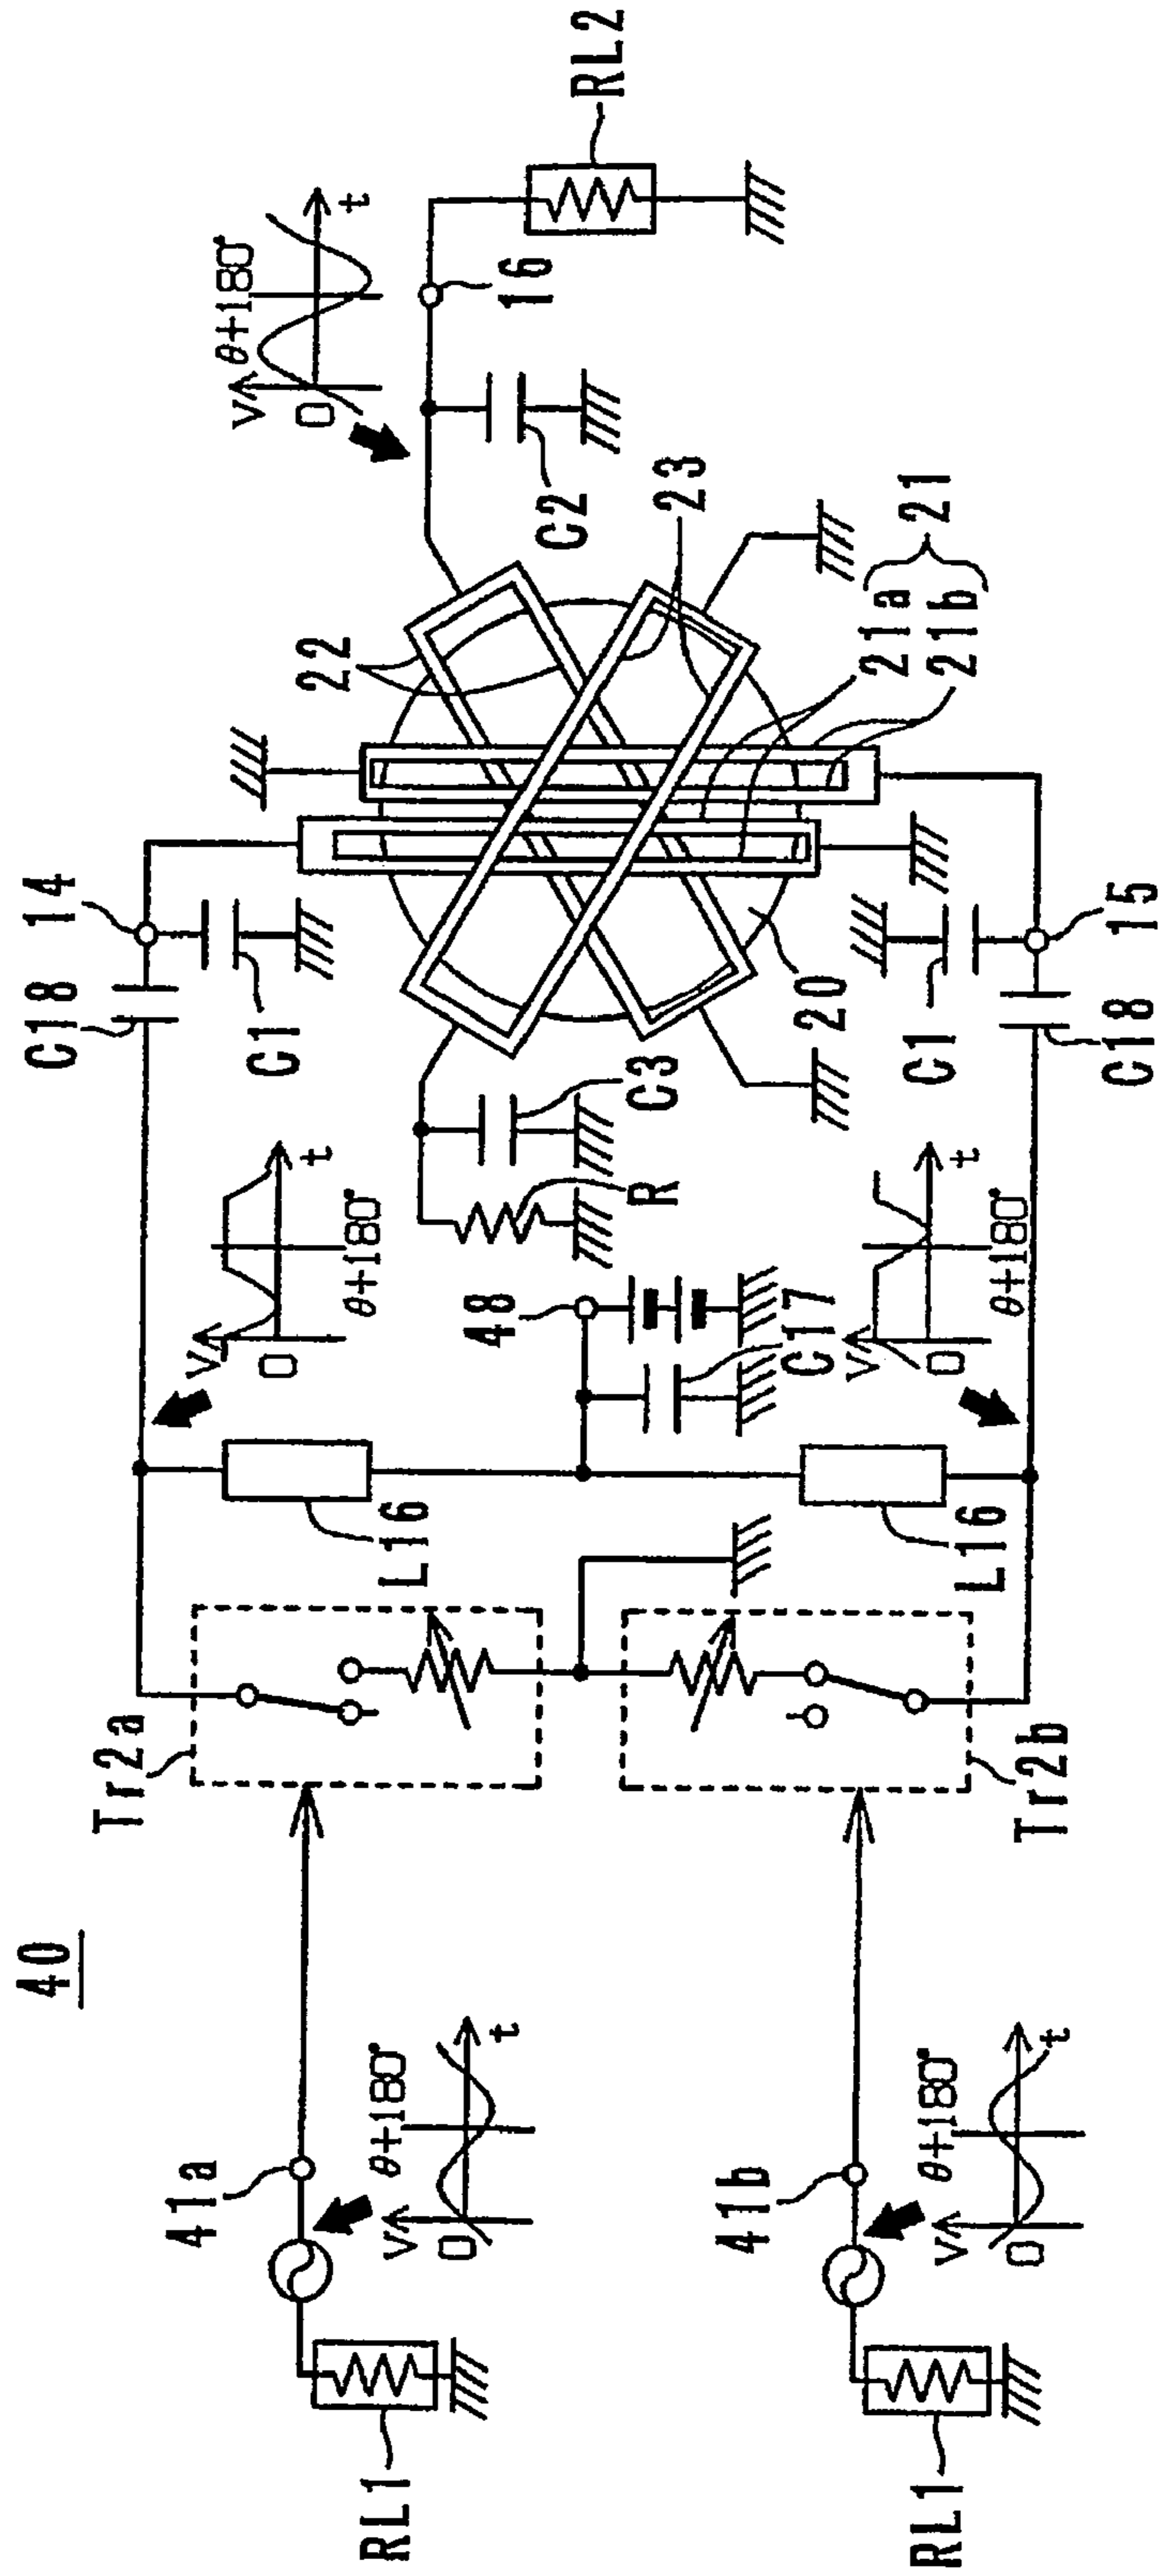 40
C18
14
Tr2a
41a
V
V
θ+180°
C1
0
t
0
t
22
θ+180°
RL1
V
θ+180°
L16
0
t
48
16
C2
RL2
C3
R
23
41b
C17
20
V
21a
21
C1
RL1
V
θ+180°
0
21b
t
L16
θ+180°
0
Tr2b
t
C18
15